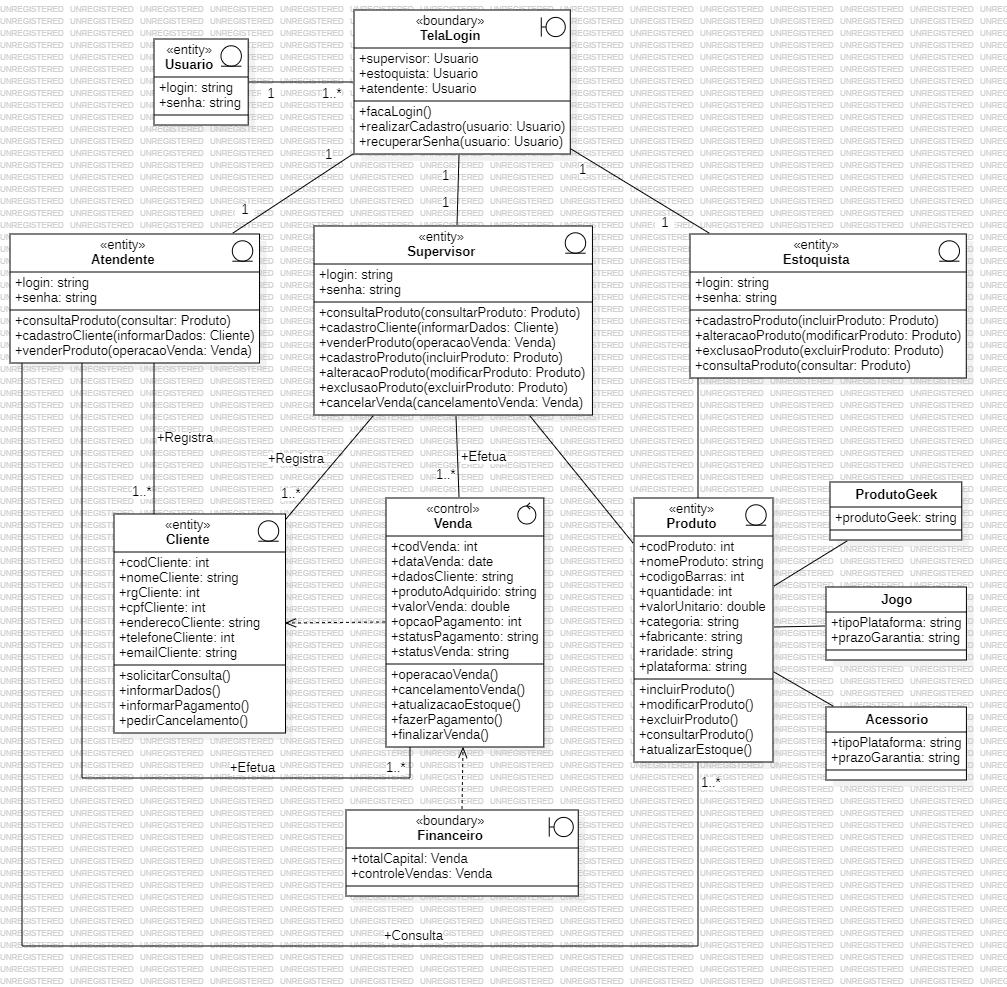 «boundary»
TelaLogin
+supervisor: Usuario
+estoquista: Usuario
+atendente: Usuario
+facaLogin()
+realizarCadastro(usuario: Usuario)
+recuperarSenha(usuario: Usuario)
«entity»
Usuario
+login: string
+senha: string
1
1..*
1
1
1
1
1
1
«entity»
Atendente
+login: string
+senha: string
+consultaProduto(consultar: Produto)
+cadastroCliente(informarDados: Cliente)
+venderProduto(operacaoVenda: Venda)
«entity»
Supervisor
+login: string
+senha: string
+consultaProduto(consultarProduto: Produto)
+cadastroCliente(informarDados: Cliente)
+venderProduto(operacaoVenda: Venda)
+cadastroProduto(incluirProduto: Produto)
+alteracaoProduto(modificarProduto: Produto)
+exclusaoProduto(excluirProduto: Produto)
+cancelarVenda(cancelamentoVenda: Venda)
«entity»
Estoquista
+login: string
+senha: string
+cadastroProduto(incluirProduto: Produto)
+alteracaoProduto(modificarProduto: Produto)
+exclusaoProduto(excluirProduto: Produto)
+consultaProduto(consultar: Produto)
+Registra
1..*
+Registra
1..*
+Efetua
1..*
«entity»
Cliente
+codCliente: int
+nomeCliente: string
+rgCliente: int
+cpfCliente: int
+enderecoCliente: string
+telefoneCliente: int
+emailCliente: string
+solicitarConsulta()
+informarDados()
+informarPagamento()
+pedirCancelamento()
«control»
Venda
+codVenda: int
+dataVenda: date
+dadosCliente: string
+produtoAdquirido: string
+valorVenda: double
+opcaoPagamento: int
+statusPagamento: string
+statusVenda: string
+operacaoVenda()
+cancelamentoVenda()
+atualizacaoEstoque()
+fazerPagamento()
+finalizarVenda()
«entity»
Produto
+codProduto: int
+nomeProduto: string
+codigoBarras: int
+quantidade: int
+valorUnitario: double
+categoria: string
+fabricante: string
+raridade: string
+plataforma: string
+incluirProduto()
+modificarProduto()
+excluirProduto()
+consultarProduto()
+atualizarEstoque()
ProdutoGeek
+produtoGeek: string
Jogo
+tipoPlataforma: string
+prazoGarantia: string
Acessorio
+tipoPlataforma: string
+prazoGarantia: string
+Efetua
1..*
1..*
«boundary»
Financeiro
+totalCapital: Venda
+controleVendas: Venda
+Consulta
UNREGISTERED